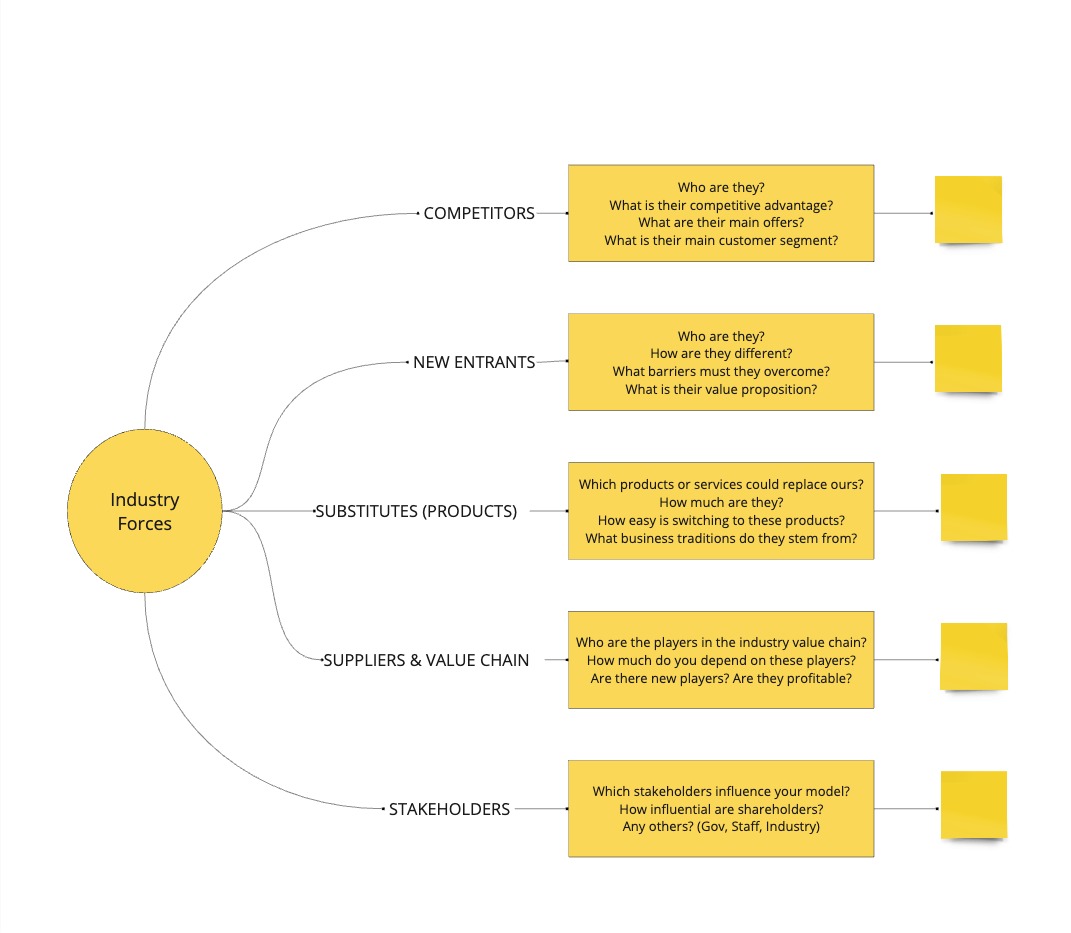 COMPETITORS
Who are they?
What is their competitive advantage?
What are their main offers?
What is their main customer segment?
NEW ENTRANTS
Who are they?
How are they different?
What barriers must they overcome?
What is their value proposition?
Industry
Forces
SUBSTITUTES (PRODUCTS)
Which products or services could replace ours?
How much are they?
How easy is switching to these products?
What business traditions do they stem from?
SUPPLIERS & VALUE CHAIN
Who are the players in the industry value chain?
How much do you depend on these players?
Are there new players? Are they profitable?
STAKEHOLDERS
Which stakeholders influence your model?
How influential are shareholders?
Any others? (Gov, Staff, Industry)